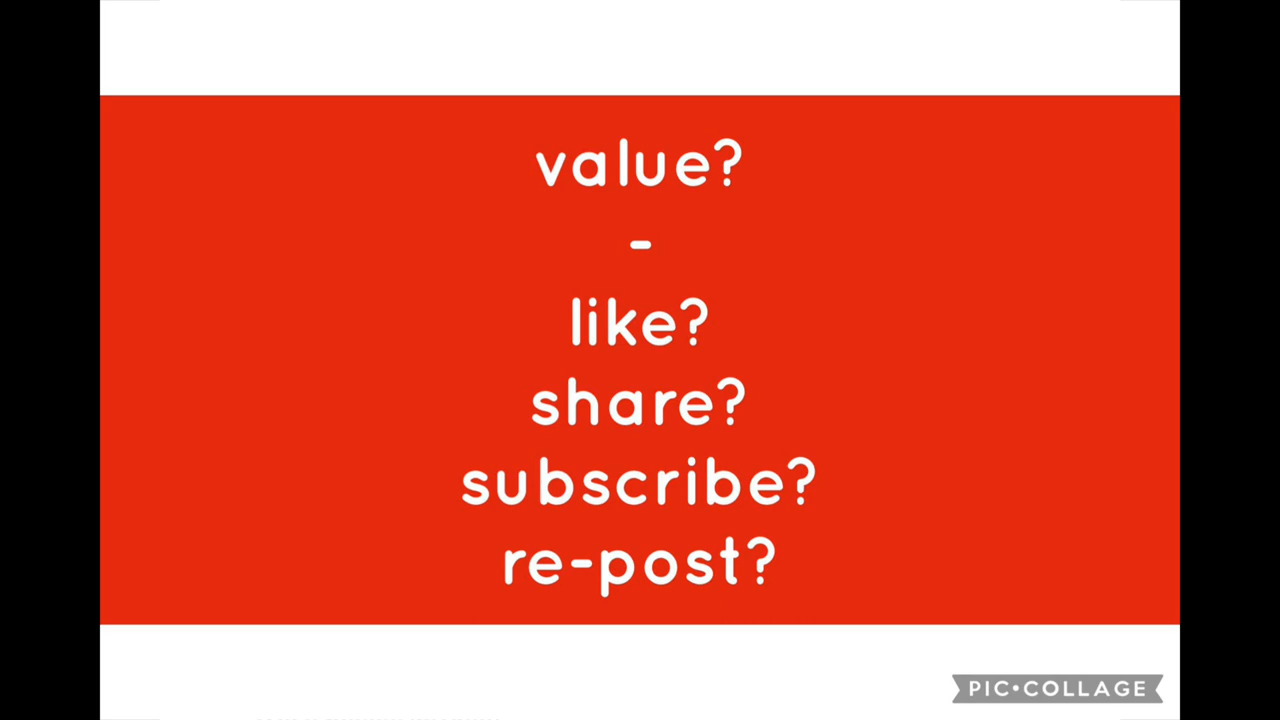 value?
-
like?
share?
subscribe?
re-post?
PIC•COLLAGE